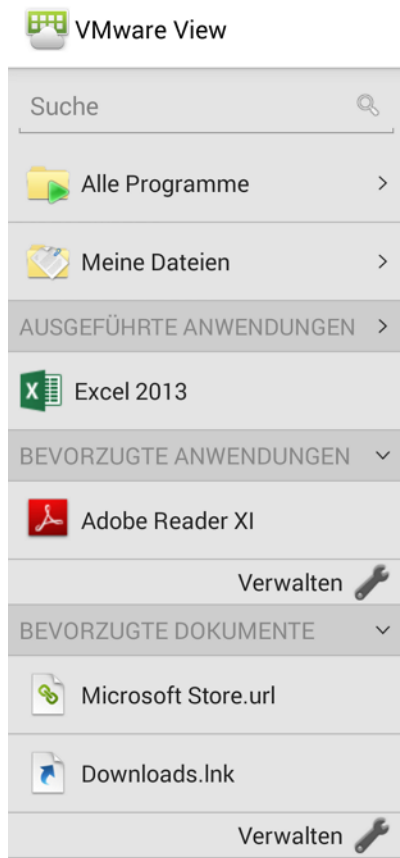 VMware View
Suche
Alle Programme
Meine Dateien
AUSGEFÜHRTE ANWENDUNGEN
Excel 2013
BEVORZUGTE ANWENDUNGEN
Adobe Reader XI
Verwalten
BEVORZUGTE DOKUMENTE
Microsoft Store.url
Downloads.lnk
Verwalten